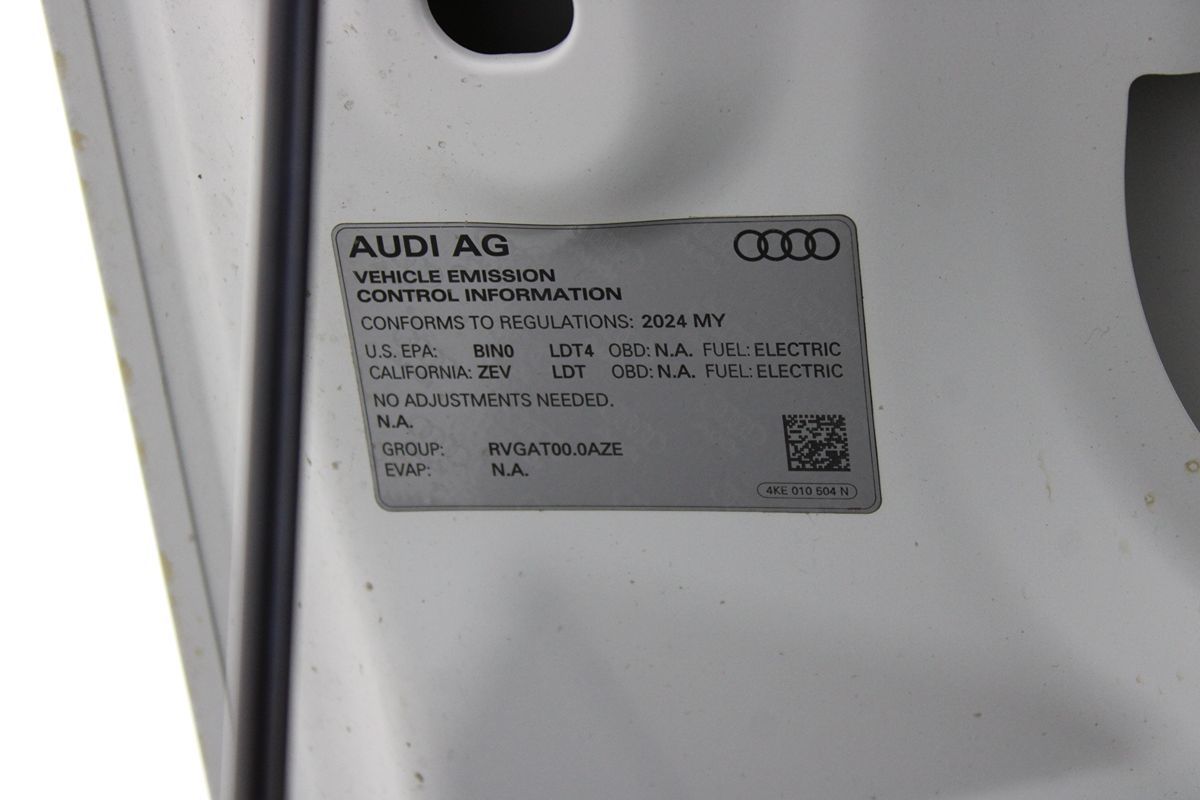 AUDI AG
VEHICLE EMISSION
CONTROL INFORMATION
CONFORMS TO REGULATIONS: 2024 MY
U.S. EPA: BIN0 LDT4 OBD: N.A. FUEL: ELECTRIC
CALIFORNIA: ZEV LDT OBD: N.A. FUEL: ELECTRIC
NO ADJUSTMENTS NEEDED.
N.A.
GROUP: RVGAT00.0AZE
EVAP: N.A.
4KE 010 504 N